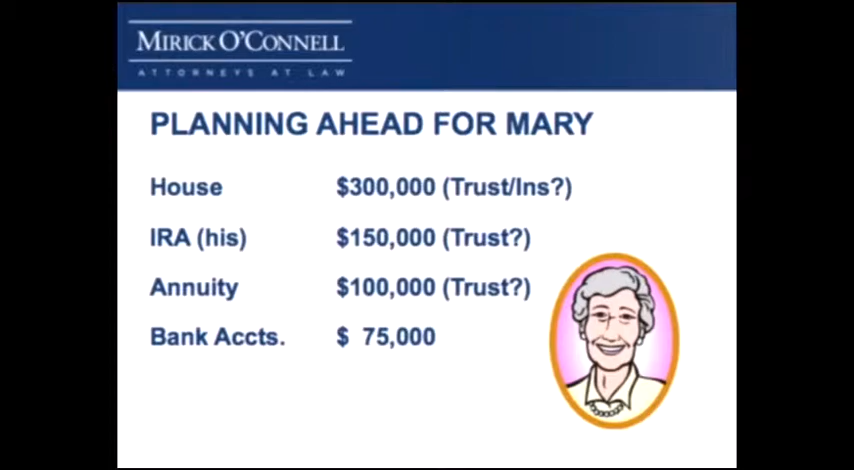 MIRICK O'CONNELL
ATTORNEYS AT LAW
PLANNING AHEAD FOR MARY
House $300,000 (Trust/Ins?)
IRA (his) $150,000 (Trust?)
Annuity $100,000 (Trust?)
Bank Accts. $ 75,000